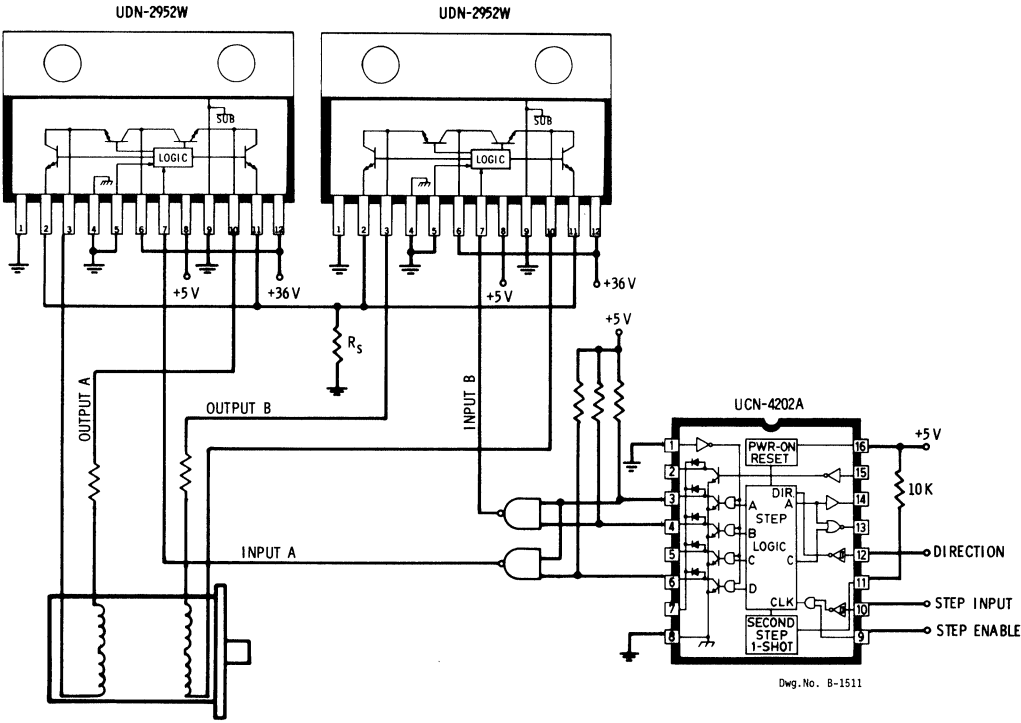 UDN-2952W
UDN-2952W
SUB
SUB
LOGIC
LOGIC
1 2 3 4 5 6 7 8 9 10 11 12
1 2 3 4 5 6 7 8 9 10 11 12
+5 V
+36 V
+5 V
+36 V
+5 V
RS
OUTPUT A
OUTPUT B
INPUT B
INPUT A
UCN-4202A
+5 V
10 K
1
2
3
4
5
6
7
8
16
15
14
13
12
11
10
9
PWR-ON
RESET
DIR.
A
A
STEP
B
LOGIC
C
C
D
CLK
SECOND
STEP
1-SHOT
DIRECTION
STEP INPUT
STEP ENABLE
Dwg.No. B-1511